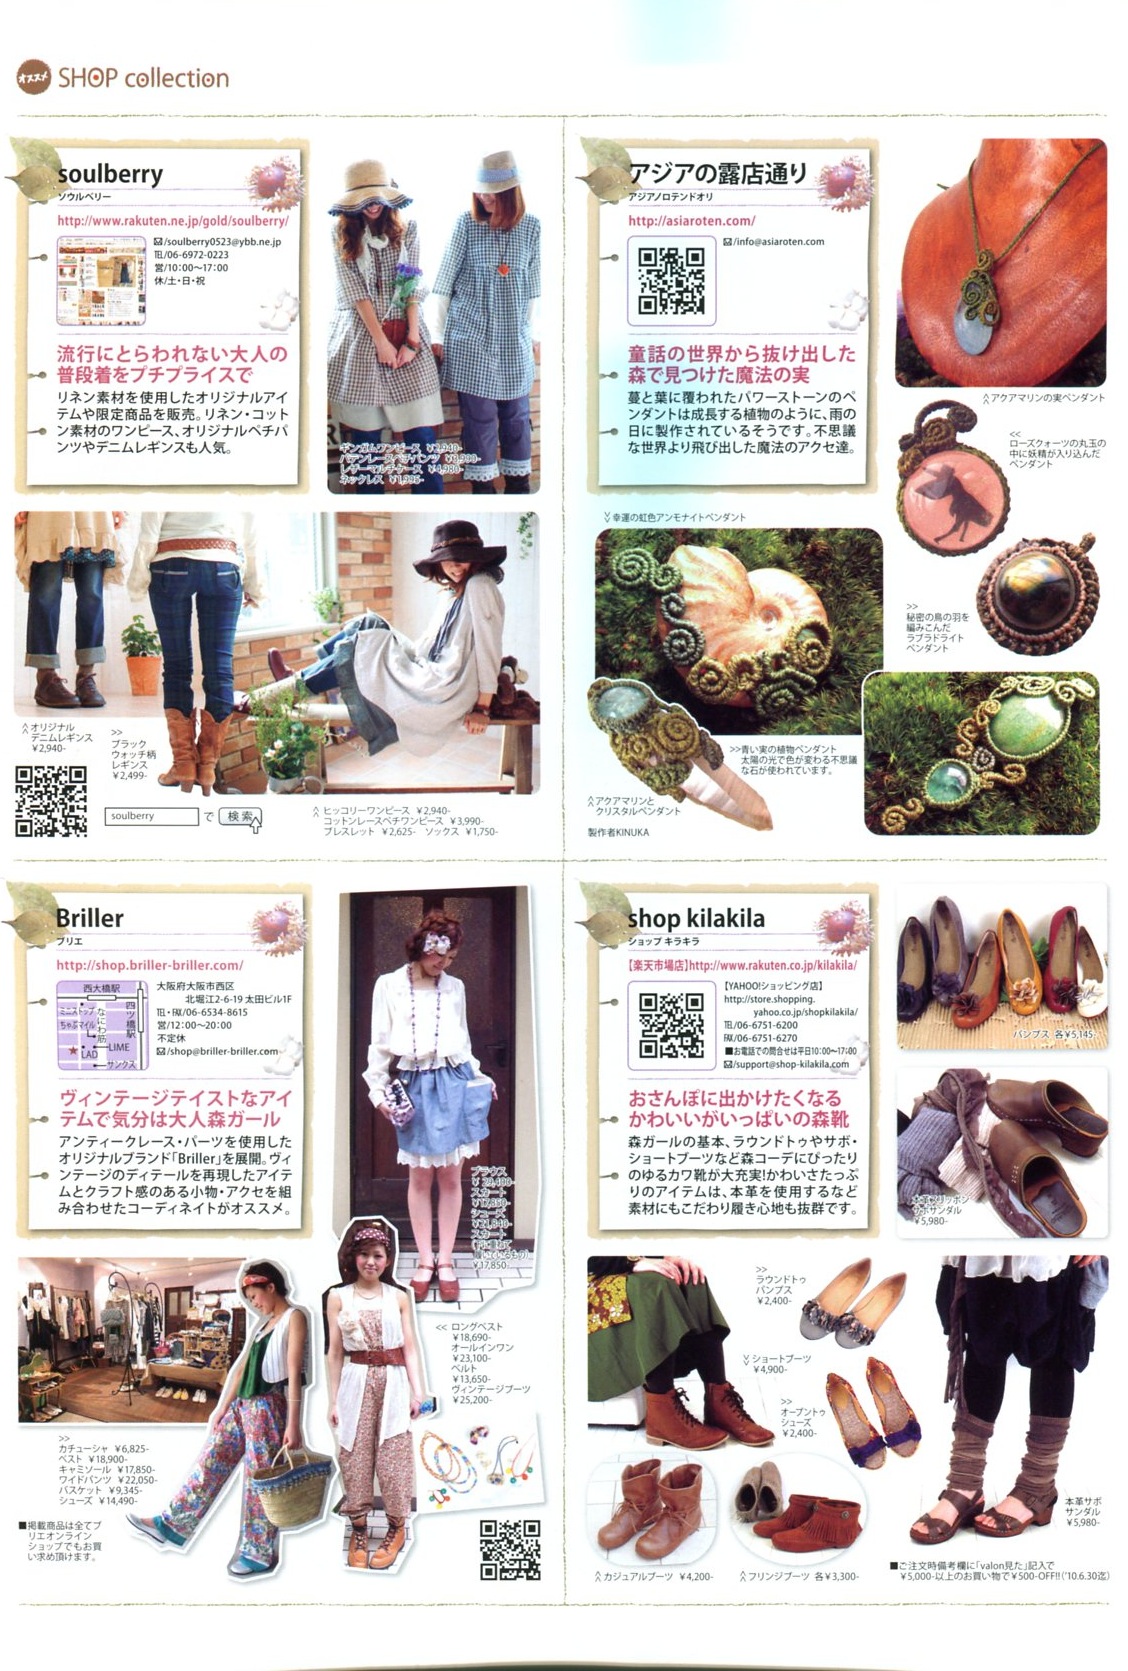 オススメ SHOP collection
soulberry
ソウルベリー
http://www.rakuten.ne.jp/gold/soulberry/
✉/soulberry0523@ybb.ne.jp
℡/06-6972-0223
営/10:00〜17:00
休/土・日・祝
流行にとらわれない大人の
普段着をプチプライスで
リネン素材を使用したオリジナルアイ
テムや限定商品を販売。リネン・コット
ン素材のワンピース、オリジナルペチパ
ンツやデニムレギンスも人気。
ギンガムワンピース ¥2,940-
レザーマルチケース ¥4,980-
>>オリジナル
デニムレギンス
¥2,940-
>>
ブラック
ウォッチ柄
レギンス
¥2,499-
soulberry で 検索
>>ヒッコリーワンピース ¥2,940-
コットンレースペチワンピース ¥3,990-
ブレスレット ¥2,625- ソックス ¥1,750-
アジアの露店通り
アジアノロテンドオリ
http://asiaroten.com/
✉/info@asiaroten.com
童話の世界から抜け出した
森で見つけた魔法の実
蔓と葉に覆われたパワーストーンのペ
ンダントは成長する植物のように、雨の
日に製作されているそうです。不思議
な世界より飛び出した魔法のアクセ達。
>>アクアマリンの実ペンダント
<<
ローズクォーツの丸玉の
中に妖精が入り込んだ
ペンダント
>>幸運の虹色アンモナイトペンダント
>>
秘密の鳥の羽を
編みこんだ
ラブラドライト
ペンダント
>>青い実の植物ペンダント
太陽の光で色が変わる不思議
な石が使われています。
>>アクアマリンと
クリスタルペンダント
製作者KINUKA
Briller
ブリエ
http://shop.briller-briller.com/
西大橋駅
ミニストップ
ちゃぶマイル
なにわ筋
四ツ橋駅
LAD
LIME
サンクス
大阪府大阪市西区
北堀江2-6-19 太田ビル1F
℡・FAX/06-6534-8615
営/12:00〜20:00
不定休
✉/shop@briller-briller.com
ヴィンテージテイストなアイ
テムで気分は大人森ガール
アンティークレース・パーツを使用した
オリジナルブランド「Briller」を展開。ヴィ
ンテージのディテールを再現したアイテ
ムとクラフト感のある小物・アクセを組
み合わせたコーディネイトがオススメ。
ブラウス
スカート
シューズ
スカート
¥17,850-
<< ロングベスト
¥18,690-
オールインワン
¥23,100-
ベルト
¥13,650-
ヴィンテージブーツ
¥25,200-
>>
カチューシャ ¥6,825-
ベスト ¥18,900-
キャミソール ¥17,850-
ワイドパンツ ¥22,050-
バスケット ¥9,345-
シューズ ¥14,490-
■掲載商品は全てブ
リエオンライン
ショップでもお買
い求め頂けます。
shop kilakila
ショップ キラキラ
【楽天市場店】http://www.rakuten.co.jp/kilakila/
【YAHOO!ショッピング店】
http://store.shopping.
yahoo.co.jp/shopkilakila/
℡/06-6751-6200
FAX/06-6751-6270
■お電話での問合せは平日10:00〜17:00
✉/support@shop-kilakila.com
おさんぽに出かけたくなる
かわいいがいっぱいの森靴
森ガールの基本、ラウンドトゥやサボ・
ショートブーツなど森コーデにぴったり
のゆるカワ靴が大充実!かわいさたっぷ
りのアイテムは、本革を使用するなど
素材にもこだわり履き心地も抜群です。
パンプス 各¥5,145-
サボサンダル
¥5,980-
>>
ラウンドトゥ
パンプス
¥2,400-
>>ショートブーツ
¥4,900-
>>
オープントゥ
シューズ
¥2,400-
本革サボ
サンダル
¥5,980-
>>カジュアルブーツ ¥4,200-
>>フリンジブーツ 各¥3,300-
■ご注文時備考欄に「valon見た」記入で
¥5,000-以上のお買い物で¥500-OFF!!('10.6.30迄)